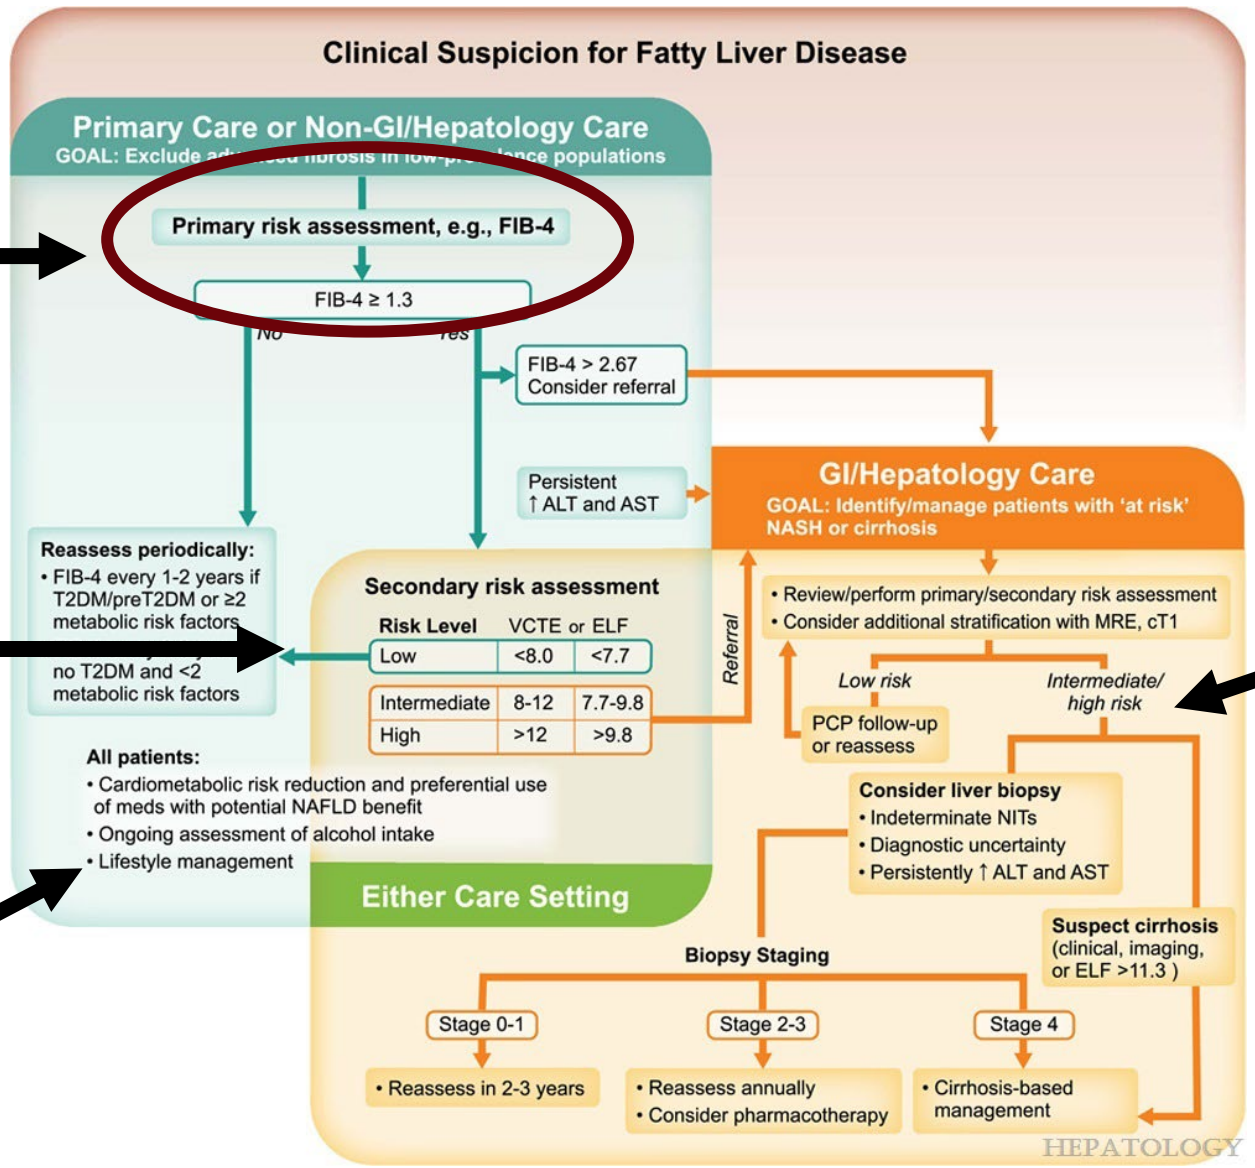 Clinical Suspicion for Fatty Liver Disease
Primary Care or Non-GI/Hepatology Care
GOAL: Exclude advanced fibrosis in low-prevalence populations
Primary risk assessment, e.g., FIB-4
FIB-4 ≥ 1.3
No
Yes
FIB-4 > 2.67
Consider referral
Persistent
↑ ALT and AST
GI/Hepatology Care
GOAL: Identify/manage patients with 'at risk'
NASH or cirrhosis
Reassess periodically:
• FIB-4 every 1-2 years if
T2DM/preT2DM or ≥2
metabolic risk factors
no T2DM and <2
metabolic risk factors
Secondary risk assessment
Risk Level VCTE or ELF
Low <8.0 <7.7
Intermediate 8-12 7.7-9.8
High >12 >9.8
Referral
• Review/perform primary/secondary risk assessment
• Consider additional stratification with MRE, cT1
Low risk
Intermediate/
high risk
PCP follow-up
or reassess
All patients:
• Cardiometabolic risk reduction and preferential use
of meds with potential NAFLD benefit
• Ongoing assessment of alcohol intake
• Lifestyle management
Either Care Setting
Consider liver biopsy
• Indeterminate NITs
• Diagnostic uncertainty
• Persistently ↑ ALT and AST
Suspect cirrhosis
(clinical, imaging,
or ELF >11.3 )
Biopsy Staging
Stage 0-1
Stage 2-3
Stage 4
• Reassess in 2-3 years
• Reassess annually
• Consider pharmacotherapy
• Cirrhosis-based
management
HEPATOLOGY